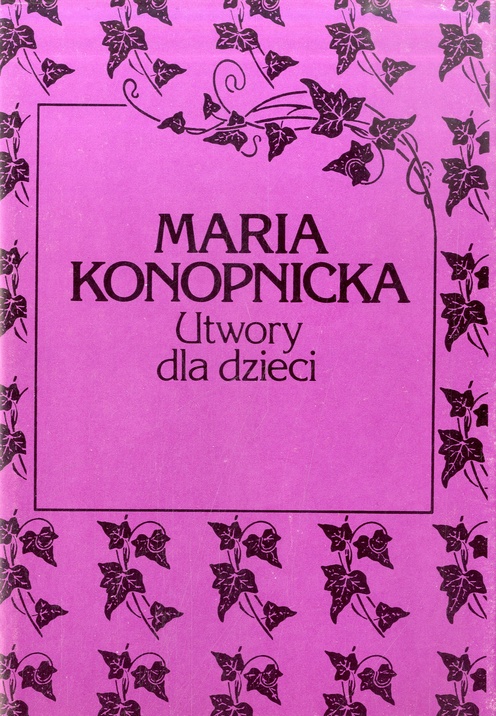 MARIA
KONOPNICKA
Utwory
dla dzieci